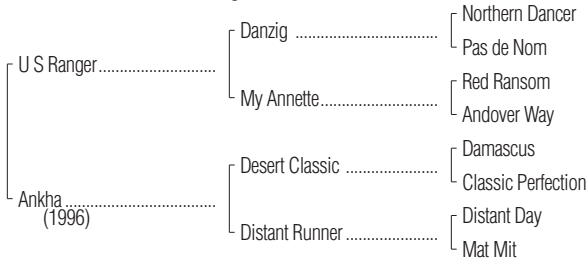 Northern Dancer
Danzig ..........................................
Pas de Nom
U S Ranger..................................
Red Ransom
My Annette..................................
Andover Way
Damascus
Desert Classic ...........................
Classic Perfection
Ankha ...........................................
(1996)
Distant Day
Distant Runner ...........................
Mat Mit